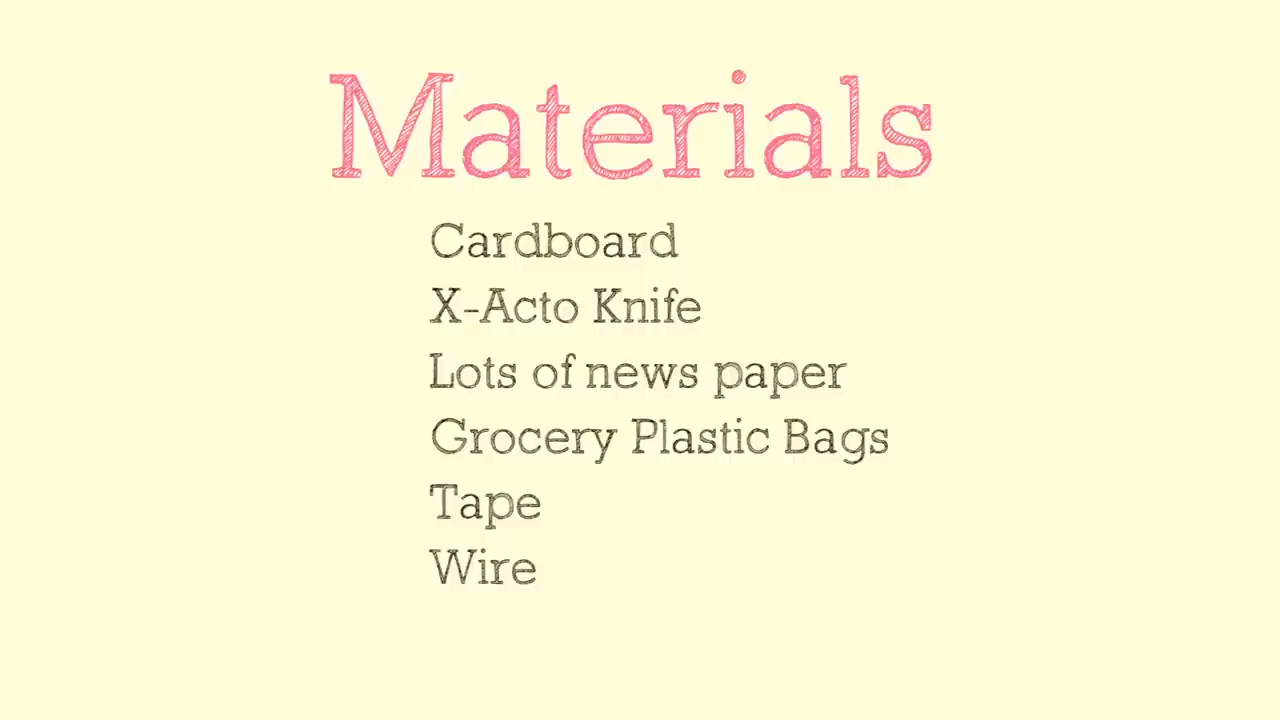 Materials
Cardboard
X-Acto Knife
Lots of news paper
Grocery Plastic Bags
Tape
Wire